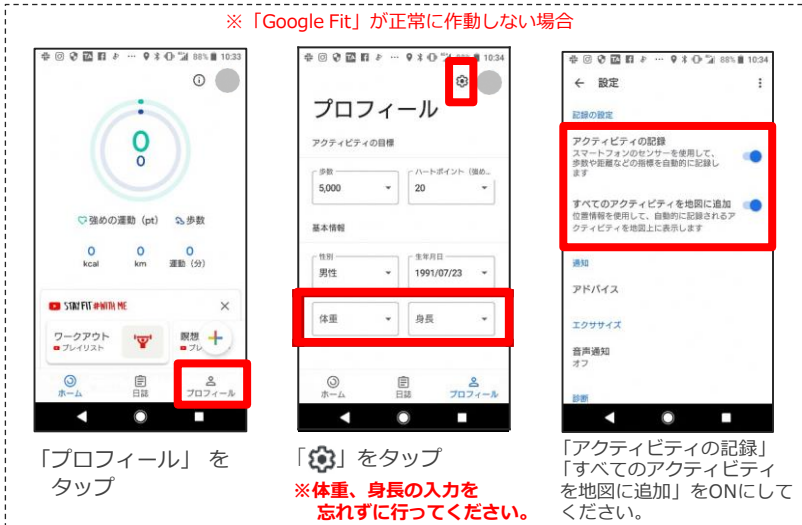 ※「Google Fit」が正常に作動しない場合
88% 10:33
0
0
強めの運動 (pt) 歩数
0 0 0
kcal km 運動 (分)
STAY FIT #WITH ME ×
ワークアウト
プレイリスト
瞑想
プレ
ホーム 日誌 プロフィール
「プロフィール」 を
タップ
88% 10:34
プロフィール
アクティビティの目標
歩数
5,000
ハートポイント (強め...
20
基本情報
性別
男性
生年月日
1991/07/23
体重 身長
ホーム 日誌 プロフィール
「⚙」をタップ
※体重、身長の入力を
忘れずに行ってください。
88% 10:34
← 設定
記録の設定
アクティビティの記録
スマートフォンのセンサーを使用して、
歩数や距離などの指標を自動的に記録し
ます
すべてのアクティビティを地図に追加
位置情報を使用して、自動的に記録されるア
クティビティを地図上に表示します
通知
アドバイス
エクササイズ
音声通知
オフ
診断
「アクティビティの記録」
「すべてのアクティビティ
を地図に追加」をONにして
ください。